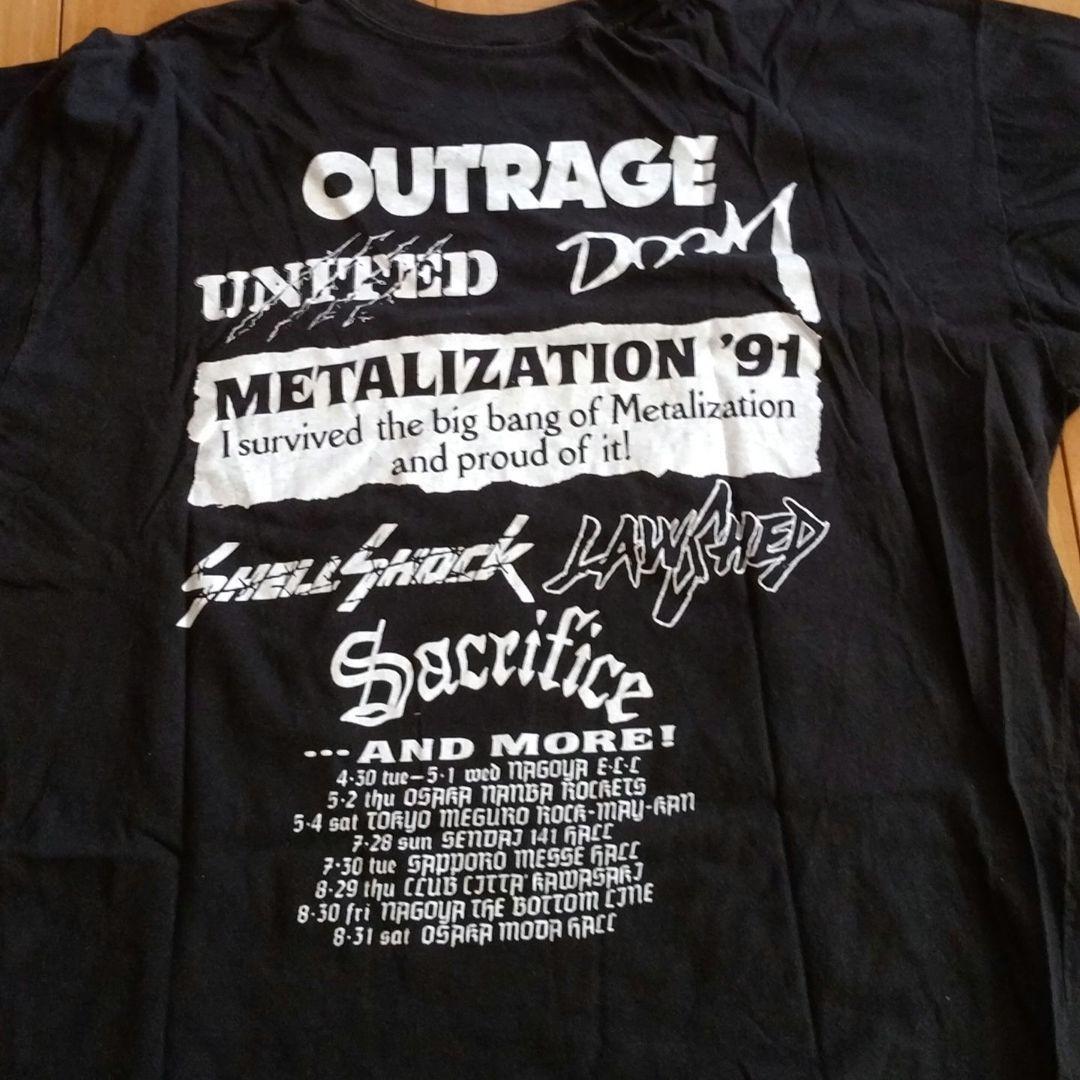 OUTRAGE
UNITED DOOM
METALIZATION '91
I survived the big bang of Metalization
and proud of it!
SHELLSHOCK LAWSHED
Sacrifice
...AND MORE!
4·30 tue–5·1 wed NAGOYA E·L·L
5·2 thu OSAKA NANBA ROCKETS
5·4 sat TOKYO MEGURO ROCK-MAY-KAN
7·28 sun SENDAI 141 HALL
7·30 tue SAPPORO MESSE HALL
8·29 thu CLUB CITTA' KAWASAKI
8·30 fri NAGOYA THE BOTTOM LINE
8·31 sat OSAKA MODA HALL